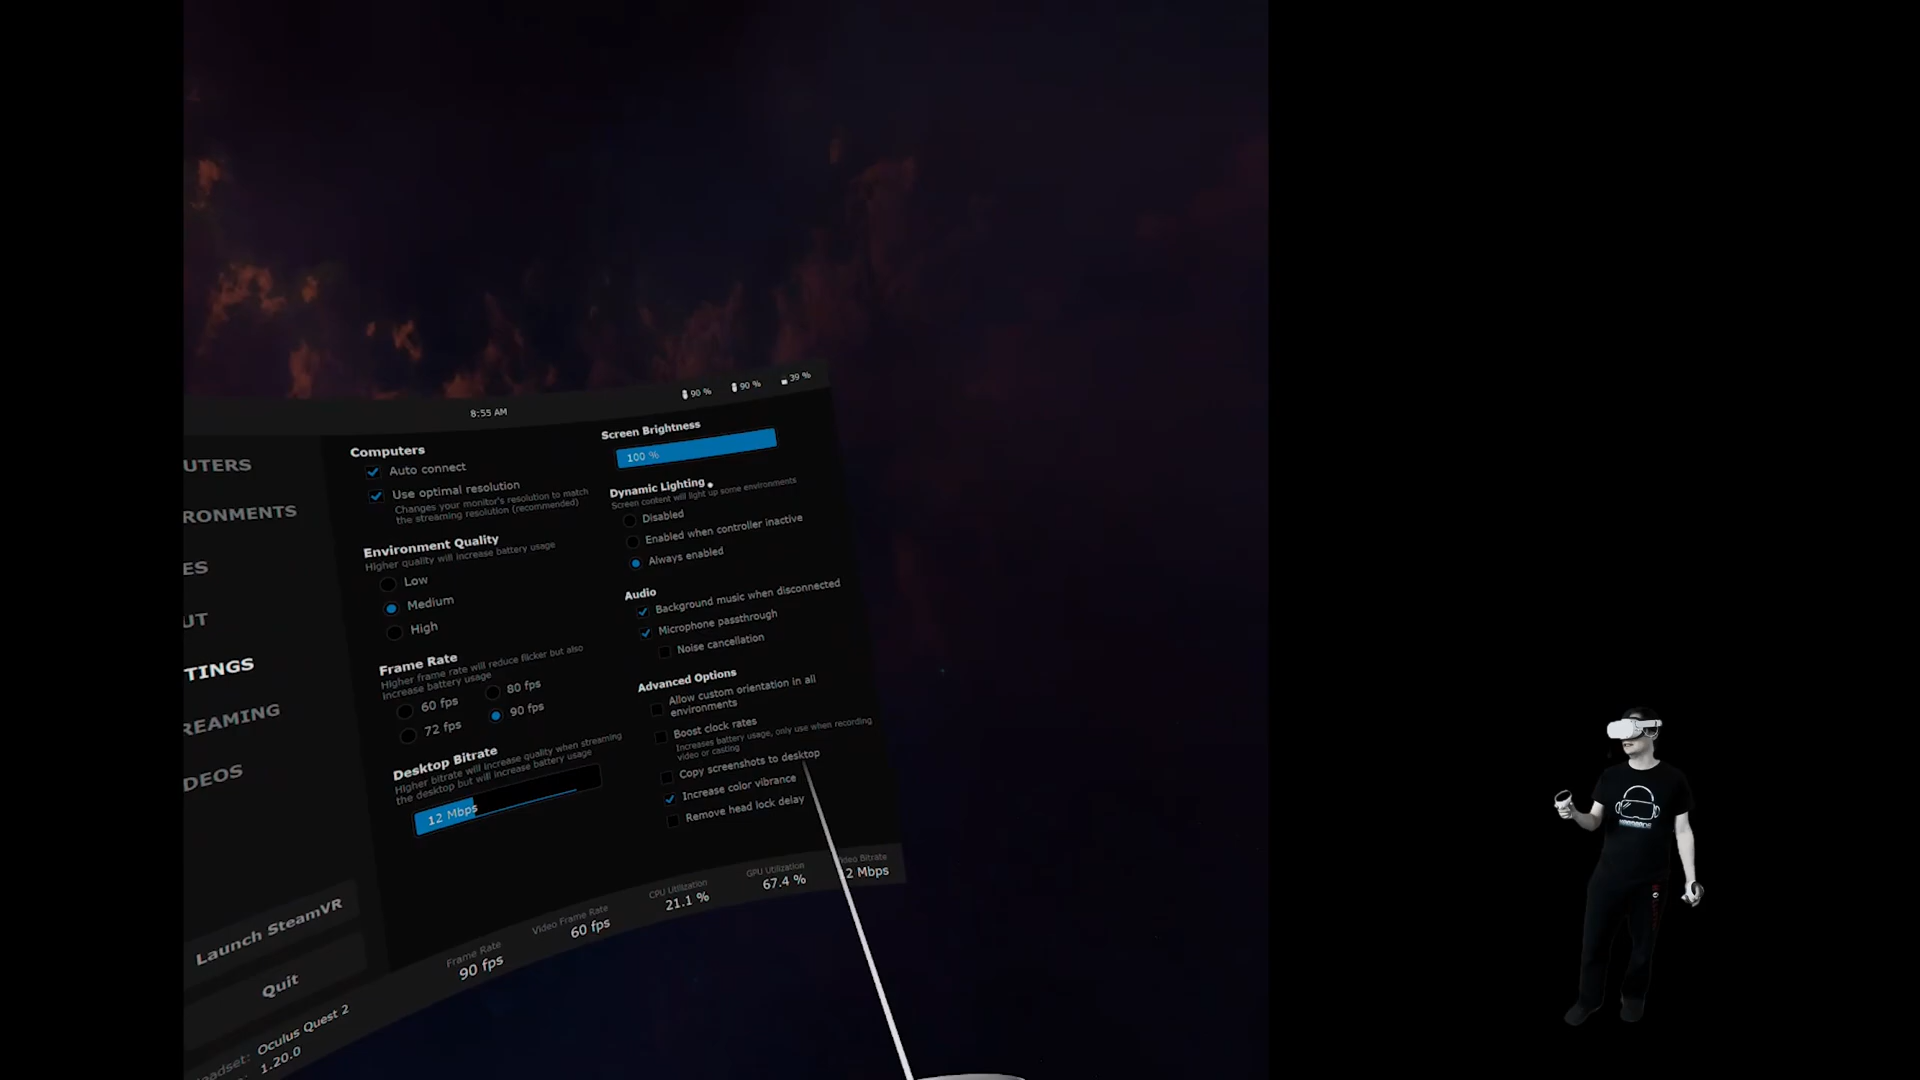 8:55 AM
90 %
90 %
39 %
UTERS
RONMENTS
ES
UT
TINGS
REAMING
DEOS
Launch SteamVR
Quit
eadset: Oculus Quest 2
1.20.0
Computers
Auto connect
Use optimal resolution
Changes your monitor's resolution to match
the streaming resolution (recommended)
Environment Quality
Higher quality will increase battery usage
Low
Medium
High
Frame Rate
Higher frame rate will reduce flicker but also
increase battery usage
60 fps
80 fps
72 fps
90 fps
Desktop Bitrate
Higher bitrate will increase quality when streaming
the desktop but will increase battery usage
12 Mbps
Screen Brightness
100 %
Dynamic Lighting
Screen content will light up some environments
Disabled
Enabled when controller inactive
Always enabled
Audio
Background music when disconnected
Microphone passthrough
Noise cancellation
Advanced Options
Allow custom orientation in all
environments
Boost clock rates
Increases battery usage, only use when recording
video or casting
Copy screenshots to desktop
Increase color vibrance
Remove head lock delay
Frame Rate
90 fps
Video Frame Rate
60 fps
CPU Utilization
21.1 %
GPU Utilization
67.4 %
ideo Bitrate
2 Mbps